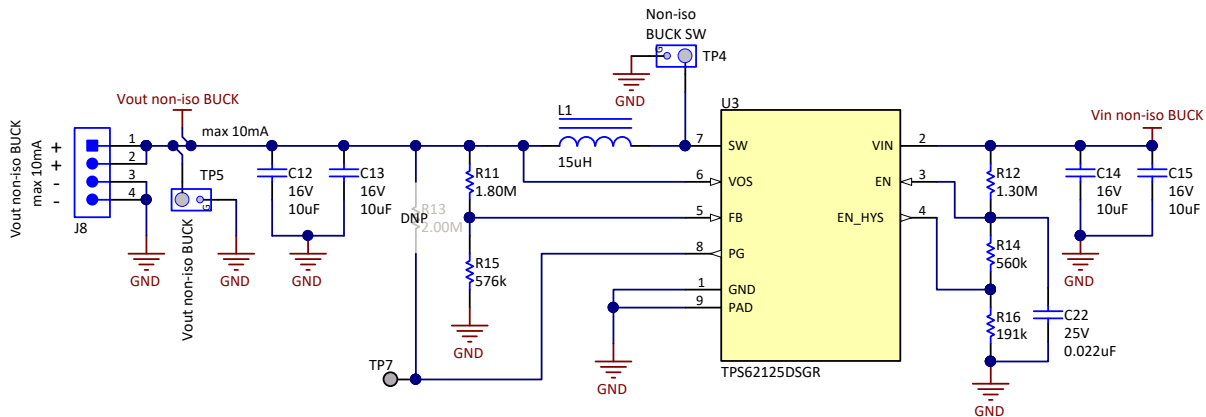 Non-iso
BUCK SW
TP4
G
GND
Vout non-iso BUCK
max 10mA
Vout non-iso BUCK
max 10mA
+
+
-
-
1
2
3
4
J8
GND
TP5
G
Vout non-iso BUCK
GND
C12
16V
10uF
C13
16V
10uF
GND
DNP
R13
2.00M
R11
1.80M
R15
576k
GND
L1
15uH
TP7
GND
U3
7
SW
6
VOS
5
FB
8
PG
1
GND
9
PAD
VIN
2
EN
3
EN_HYS
4
TPS62125DSGR
Vin non-iso BUCK
R12
1.30M
R14
560k
R16
191k
C22
25V
0.022uF
GND
C14
16V
10uF
C15
16V
10uF
GND